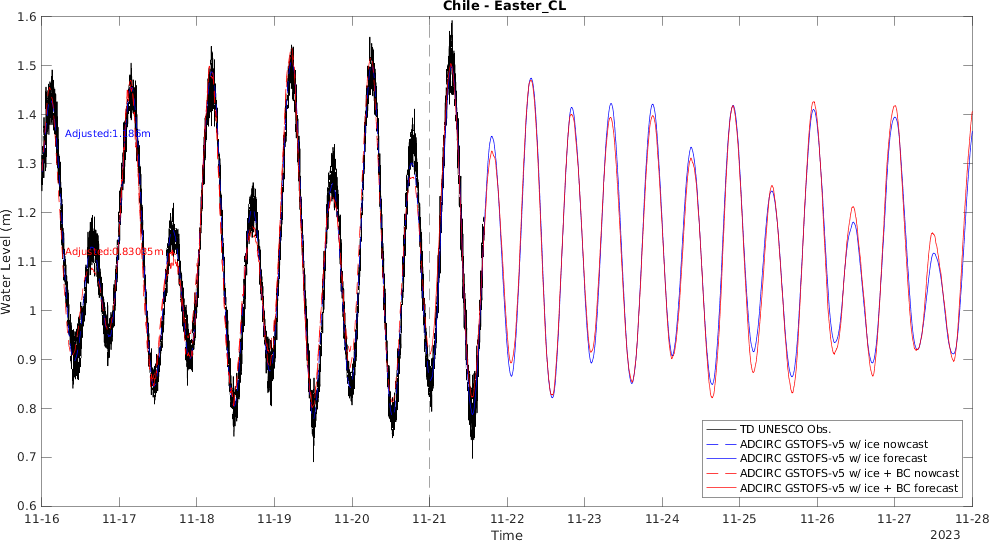 Chile - Easter_CL
1.6
1.5
1.4
1.3
1.2
1.1
1
0.9
0.8
0.7
0.6
Water Level (m)
Adjusted:0.83085m
TD UNESCO Obs.
ADCIRC GSTOFS-v5 w/ ice nowcast
ADCIRC GSTOFS-v5 w/ ice forecast
ADCIRC GSTOFS-v5 w/ ice + BC nowcast
ADCIRC GSTOFS-v5 w/ ice + BC forecast
11-16 11-17 11-18 11-19 11-20 11-21 11-22 11-23 11-24 11-25 11-26 11-27 11-28
Time
2023